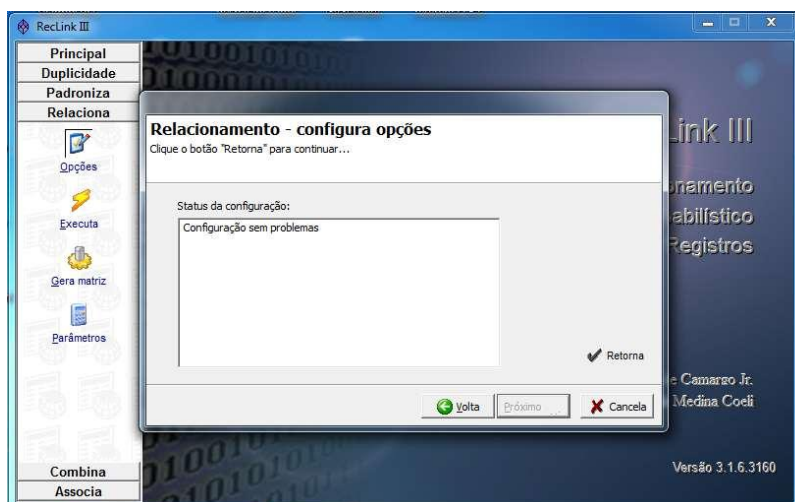 RecLink III
Principal
Duplicidade
Padroniza
Relaciona
Opções
Executa
Gera matriz
Parâmetros
Combina
Associa
Relacionamento - configura opções
Clique o botão "Retorna" para continuar...
Status da configuração:
Configuração sem problemas
Retorna
Volta
Próximo
Cancela
Link III
onamento
abilístico
Registros
e Camargo Jr.
Medina Coeli
Versão 3.1.6.3160